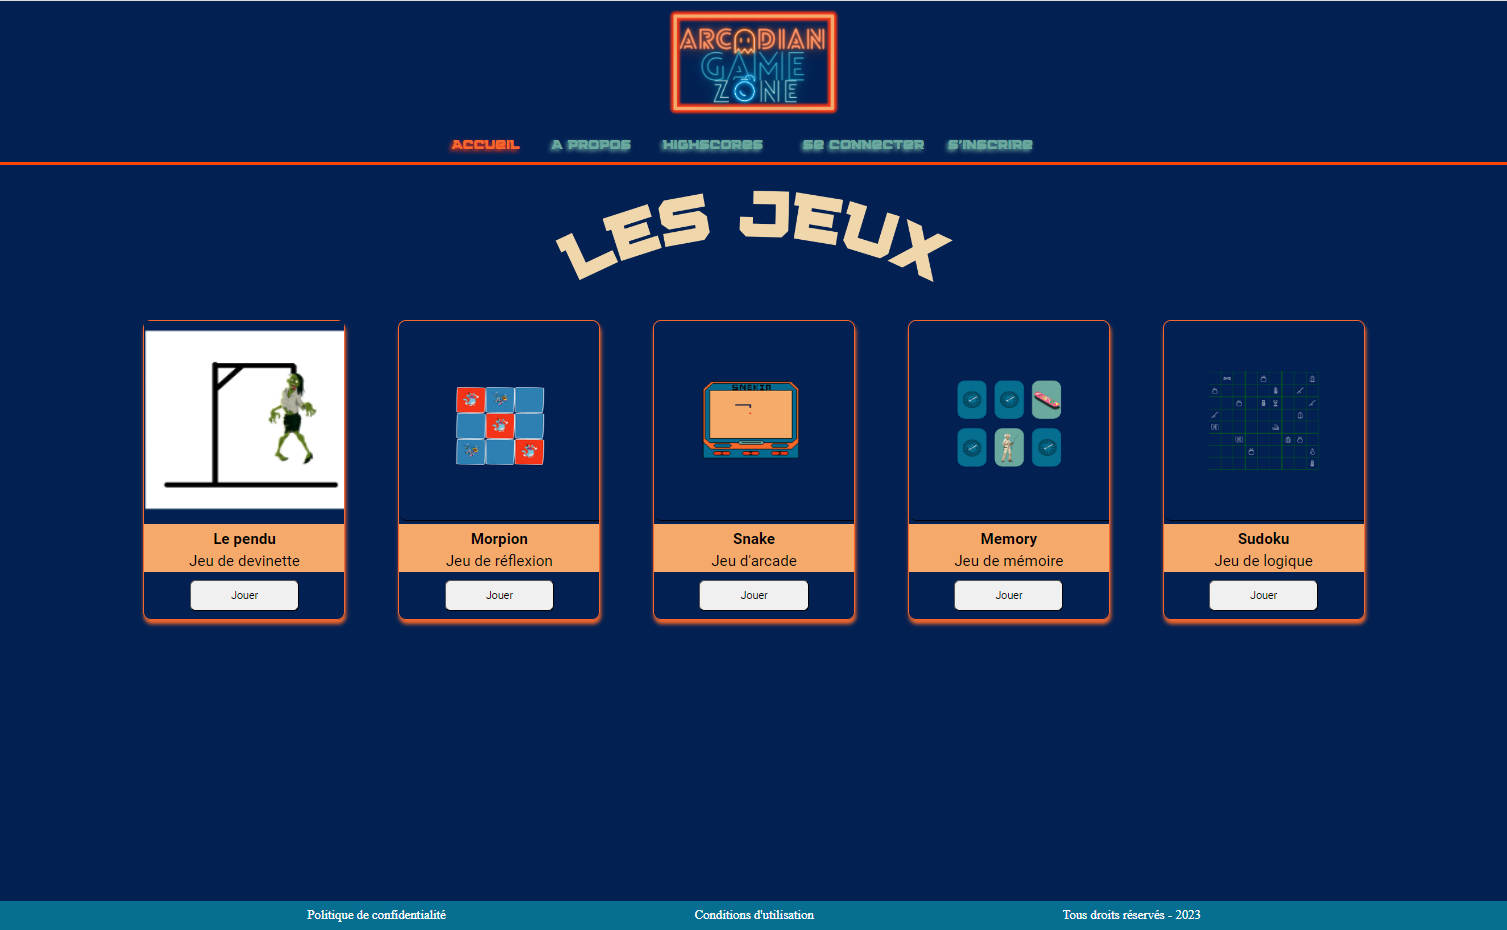 ARCADIAN
GAME
ZONE
ACCUEIL A PROPOS HIGHSCORES SE CONNECTER S'INSCRIRE
LES JEUX
SNEKIA
Le pendu
Jeu de devinette
Jouer
Morpion
Jeu de réflexion
Jouer
Snake
Jeu d'arcade
Jouer
Memory
Jeu de mémoire
Jouer
Sudoku
Jeu de logique
Jouer
Politique de confidentialité Conditions d'utilisation Tous droits réservés - 2023